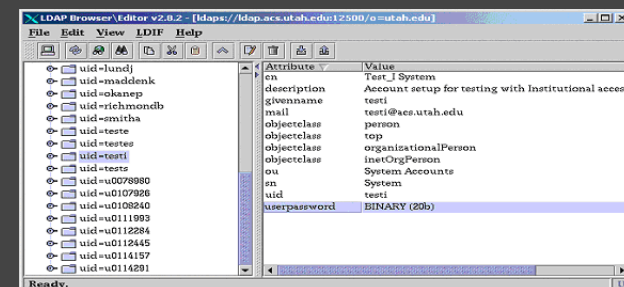 LDAP Browser\Editor v2.8.2 - [ldaps://ldap.acs.utah.edu:12500/o=utah.edu]
File Edit View LDIF Help
uid=lundj
uid=maddenk
uid=okanep
uid=richmondb
uid=smitha
uid=teste
uid=testes
uid=testi
uid=tests
uid=u0078980
uid=u0107926
uid=u0108240
uid=u0111993
uid=u0112284
uid=u0112445
uid=u0114157
uid=u0114291
Attribute Value
cn Test_I System
description Account setup for testing with Institutional acces
givenname testi
mail testi@acs.utah.edu
objectclass person
objectclass top
objectclass organizationalPerson
objectclass inetOrgPerson
ou System Accounts
sn System
uid testi
userpassword BINARY (20b)
Ready.